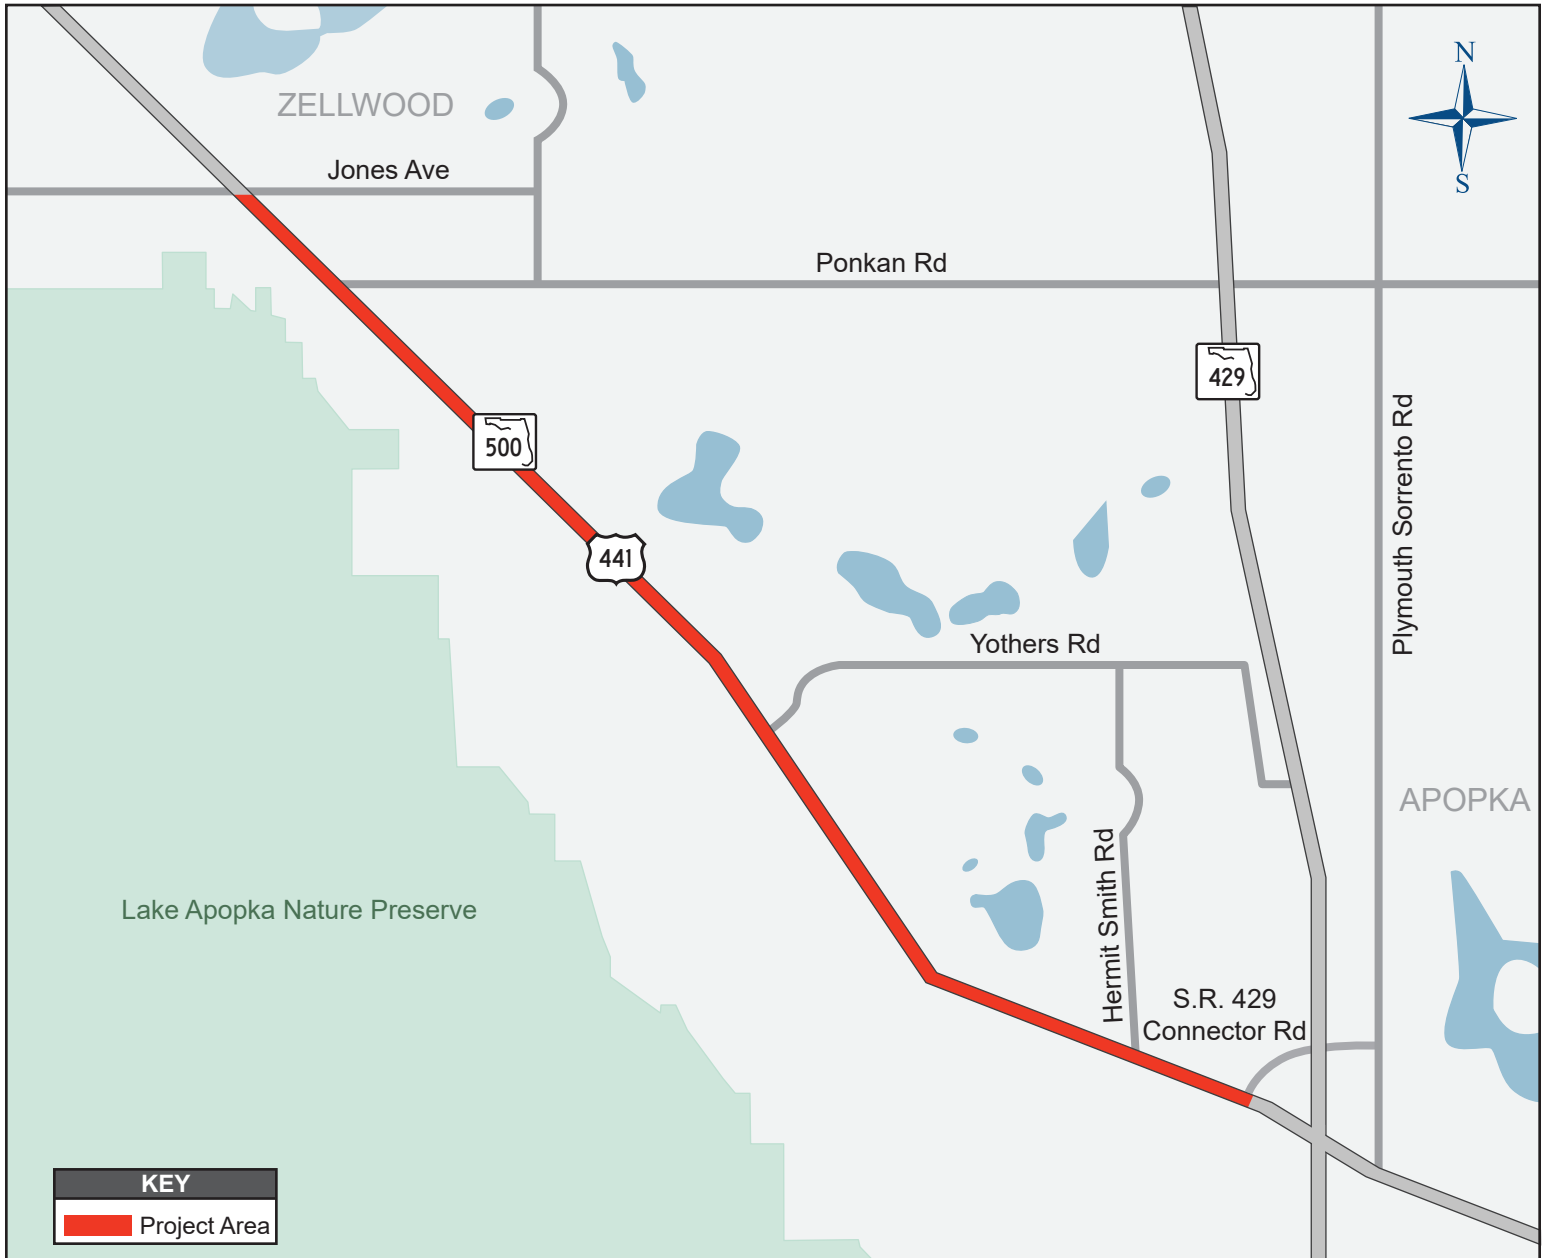 N
S
ZELLWOOD
Jones Ave
Ponkan Rd
429
Plymouth Sorrento Rd
500
441
Yothers Rd
APOPKA
Hermit Smith Rd
Lake Apopka Nature Preserve
S.R. 429
Connector Rd
KEY
Project Area